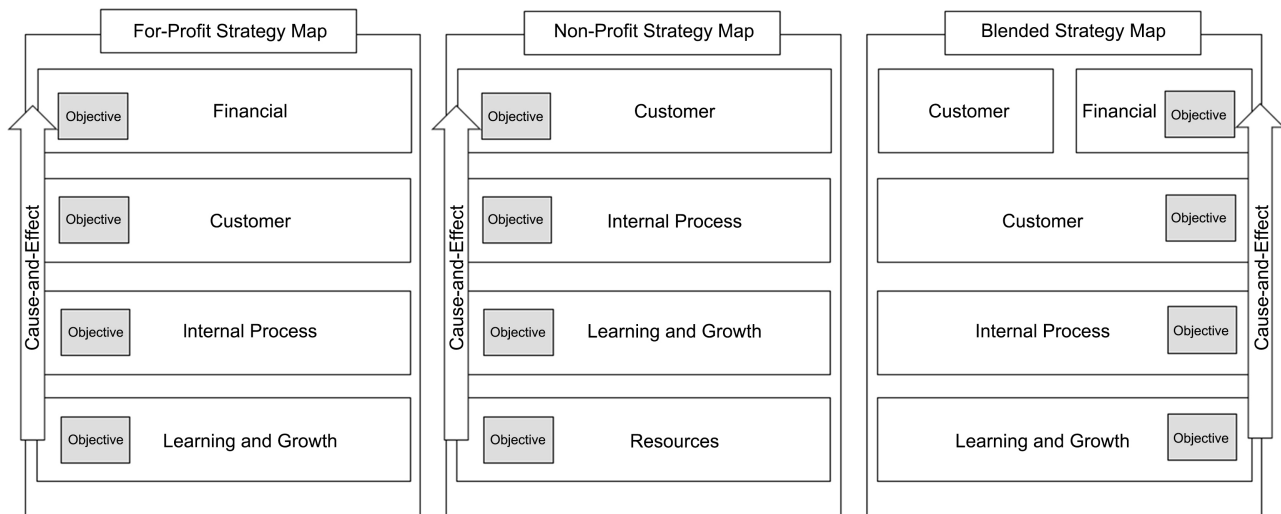 For-Profit Strategy Map
Objective
Financial
Objective
Customer
Objective
Internal Process
Objective
Learning and Growth
Cause-and-Effect
Non-Profit Strategy Map
Objective
Customer
Objective
Internal Process
Objective
Learning and Growth
Objective
Resources
Cause-and-Effect
Blended Strategy Map
Customer
Financial
Objective
Customer
Objective
Internal Process
Objective
Learning and Growth
Objective
Cause-and-Effect